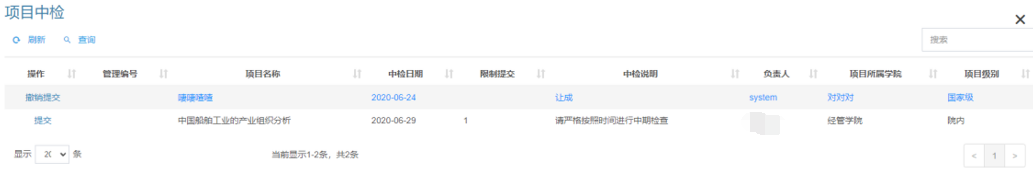 项目中检
刷新 查询 搜索
操作 管理编号 项目名称 中检日期 限制提交 中检说明 负责人 项目所属学院 项目级别
撤销提交 嘻嘻嘻嘻 2020-06-24 让成 system 对对对 国家级
提交 中国船舶工业的产业组织分析 2020-06-29 1 请严格按照时间进行中期检查 经管学院 院内
显示 条 当前显示1-2条，共2条 < 1 >